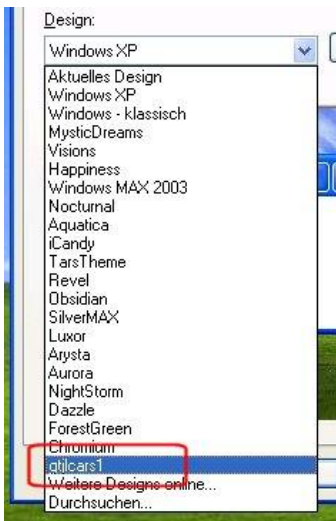 Design:
Windows XP
Aktuelles Design
Windows XP
Windows - klassisch
MysticDreams
Visions
Happiness
Windows MAX 2003
Nocturnal
Aquatica
iCandy
TarsTheme
Revel
Obsidian
SilverMAX
Luxor
Arysta
Aurora
NightStorm
Dazzle
ForestGreen
Chromium
gtilcars1
Weitere Designs online...
Durchsuchen...